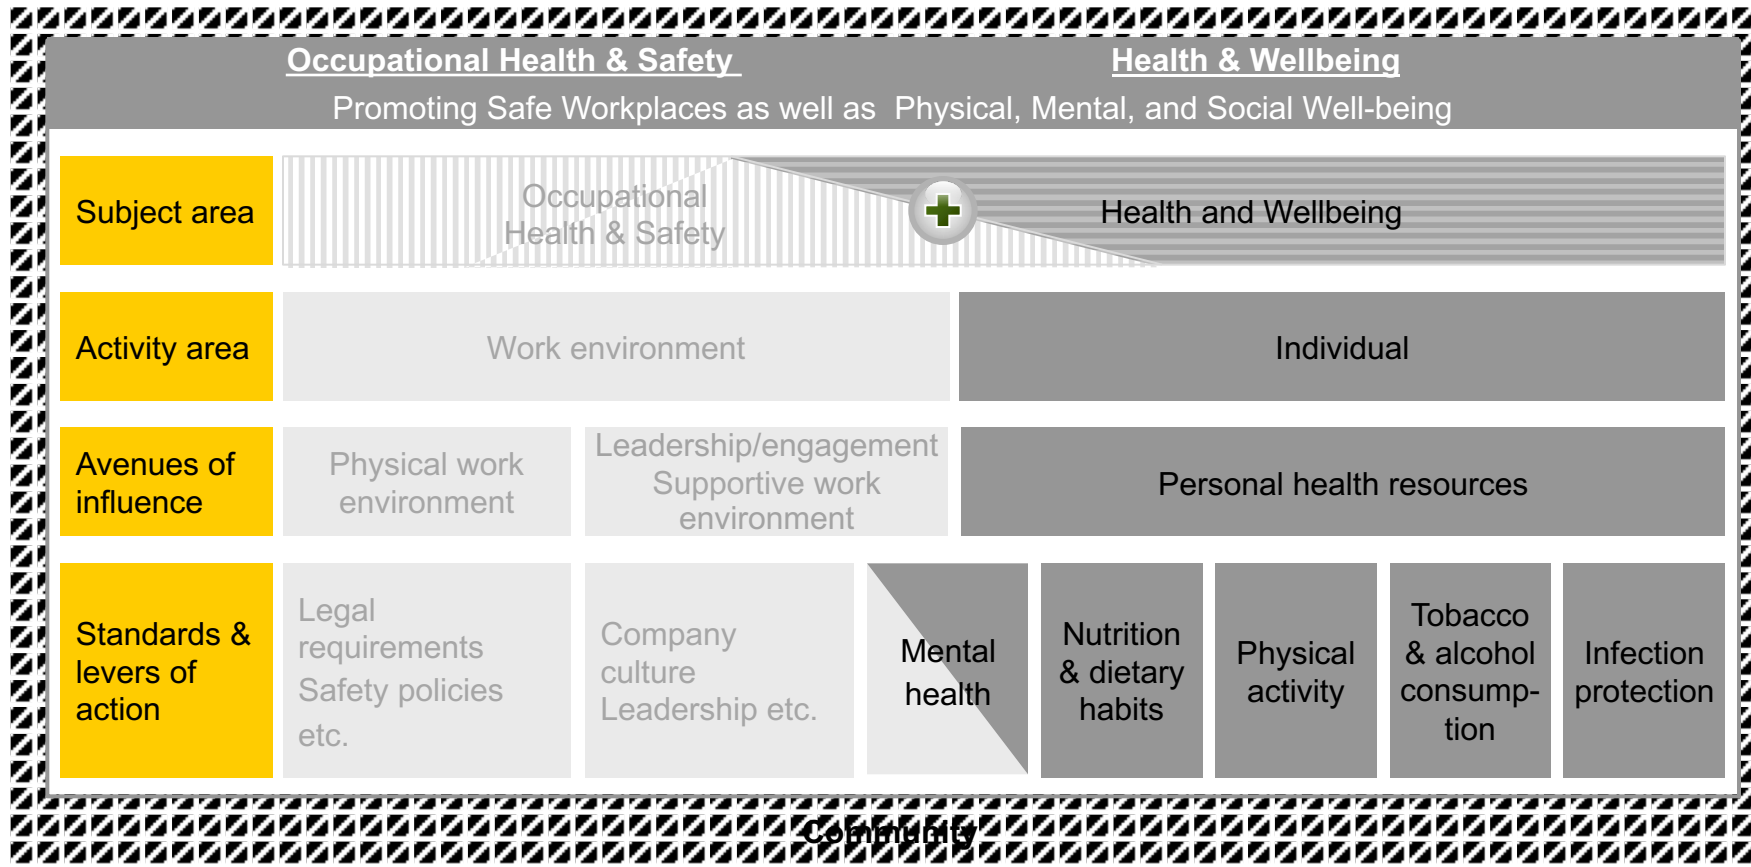 Occupational Health & Safety
Health & Wellbeing
Promoting Safe Workplaces as well as Physical, Mental, and Social Well-being
Subject area
Occupational
Health & Safety
Health and Wellbeing
Activity area
Work environment
Individual
Avenues of
influence
Physical work
environment
Leadership/engagement
Supportive work
environment
Personal health resources
Standards &
levers of
action
Legal
requirements
Safety policies
etc.
Company
culture
Leadership etc.
Mental
health
Nutrition
& dietary
habits
Physical
activity
Tobacco
& alcohol
consump-
tion
Infection
protection
Community